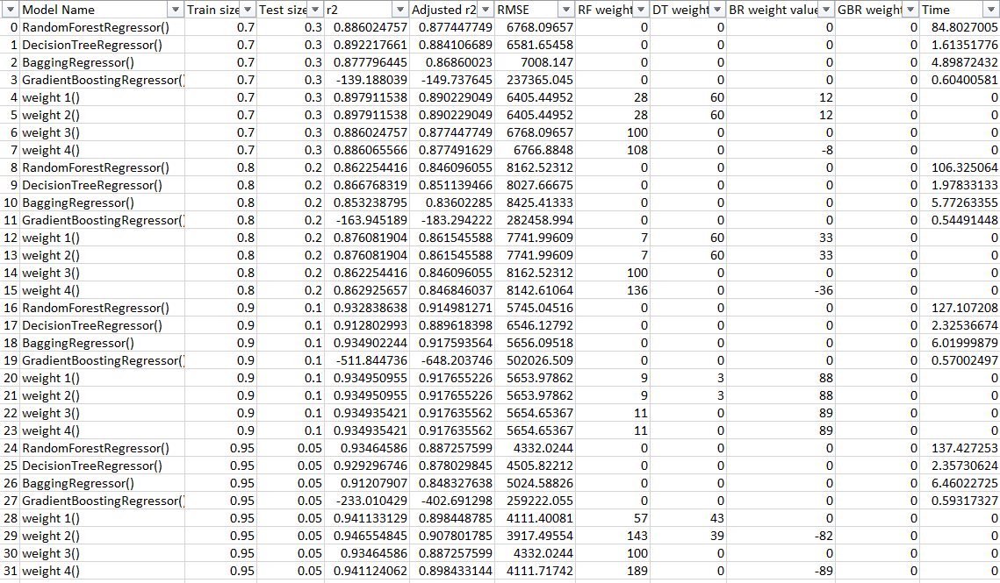 Model Name Train size Test size r2 Adjusted r2 RMSE RF weight DT weight BR weight value GBR weight Time
0 RandomForestRegressor() 0.7 0.3 0.886024757 0.877447749 6768.09657 0 0 0 0 84.8027005
1 DecisionTreeRegressor() 0.7 0.3 0.892217661 0.884106689 6581.65458 0 0 0 0 1.61351776
2 BaggingRegressor() 0.7 0.3 0.877796445 0.86860023 7008.147 0 0 0 0 4.89872432
3 GradientBoostingRegressor() 0.7 0.3 -139.188039 -149.737645 237365.045 0 0 0 0 0.60400581
4 weight 1() 0.7 0.3 0.897911538 0.890229049 6405.44952 28 60 12 0 0
5 weight 2() 0.7 0.3 0.897911538 0.890229049 6405.44952 28 60 12 0 0
6 weight 3() 0.7 0.3 0.886024757 0.877447749 6768.09657 100 0 0 0 0
7 weight 4() 0.7 0.3 0.886065566 0.877491629 6766.8848 108 0 -8 0 0
8 RandomForestRegressor() 0.8 0.2 0.862254416 0.846096055 8162.52312 0 0 0 0 106.325064
9 DecisionTreeRegressor() 0.8 0.2 0.866768319 0.851139466 8027.66675 0 0 0 0 1.97833133
10 BaggingRegressor() 0.8 0.2 0.853238795 0.83602285 8425.41333 0 0 0 0 5.77263355
11 GradientBoostingRegressor() 0.8 0.2 -163.945189 -183.294222 282458.994 0 0 0 0 0.54491448
12 weight 1() 0.8 0.2 0.876081904 0.861545588 7741.99609 7 60 33 0 0
13 weight 2() 0.8 0.2 0.876081904 0.861545588 7741.99609 7 60 33 0 0
14 weight 3() 0.8 0.2 0.862254416 0.846096055 8162.52312 100 0 0 0 0
15 weight 4() 0.8 0.2 0.862925657 0.846846037 8142.61064 136 0 -36 0 0
16 RandomForestRegressor() 0.9 0.1 0.932838638 0.914981271 5745.04516 0 0 0 0 127.107208
17 DecisionTreeRegressor() 0.9 0.1 0.912802993 0.889618398 6546.12792 0 0 0 0 2.32536674
18 BaggingRegressor() 0.9 0.1 0.934902244 0.917593564 5656.09518 0 0 0 0 6.01999879
19 GradientBoostingRegressor() 0.9 0.1 -511.844736 -648.203746 502026.509 0 0 0 0 0.57002497
20 weight 1() 0.9 0.1 0.934950955 0.917655226 5653.97862 9 3 88 0 0
21 weight 2() 0.9 0.1 0.934950955 0.917655226 5653.97862 9 3 88 0 0
22 weight 3() 0.9 0.1 0.934935421 0.917635562 5654.65367 11 0 89 0 0
23 weight 4() 0.9 0.1 0.934935421 0.917635562 5654.65367 11 0 89 0 0
24 RandomForestRegressor() 0.95 0.05 0.93464586 0.887257599 4332.0244 0 0 0 0 137.427253
25 DecisionTreeRegressor() 0.95 0.05 0.929296746 0.878029845 4505.82212 0 0 0 0 2.35730624
26 BaggingRegressor() 0.95 0.05 0.91207907 0.848327638 5024.58826 0 0 0 0 6.46022725
27 GradientBoostingRegressor() 0.95 0.05 -233.010429 -402.691298 259222.055 0 0 0 0 0.59317327
28 weight 1() 0.95 0.05 0.941133129 0.898448785 4111.40081 57 43 0 0 0
29 weight 2() 0.95 0.05 0.946554845 0.907801785 3917.49554 143 39 -82 0 0
30 weight 3() 0.95 0.05 0.93464586 0.887257599 4332.0244 100 0 0 0 0
31 weight 4() 0.95 0.05 0.941124062 0.898433144 4111.71742 189 0 -89 0 0